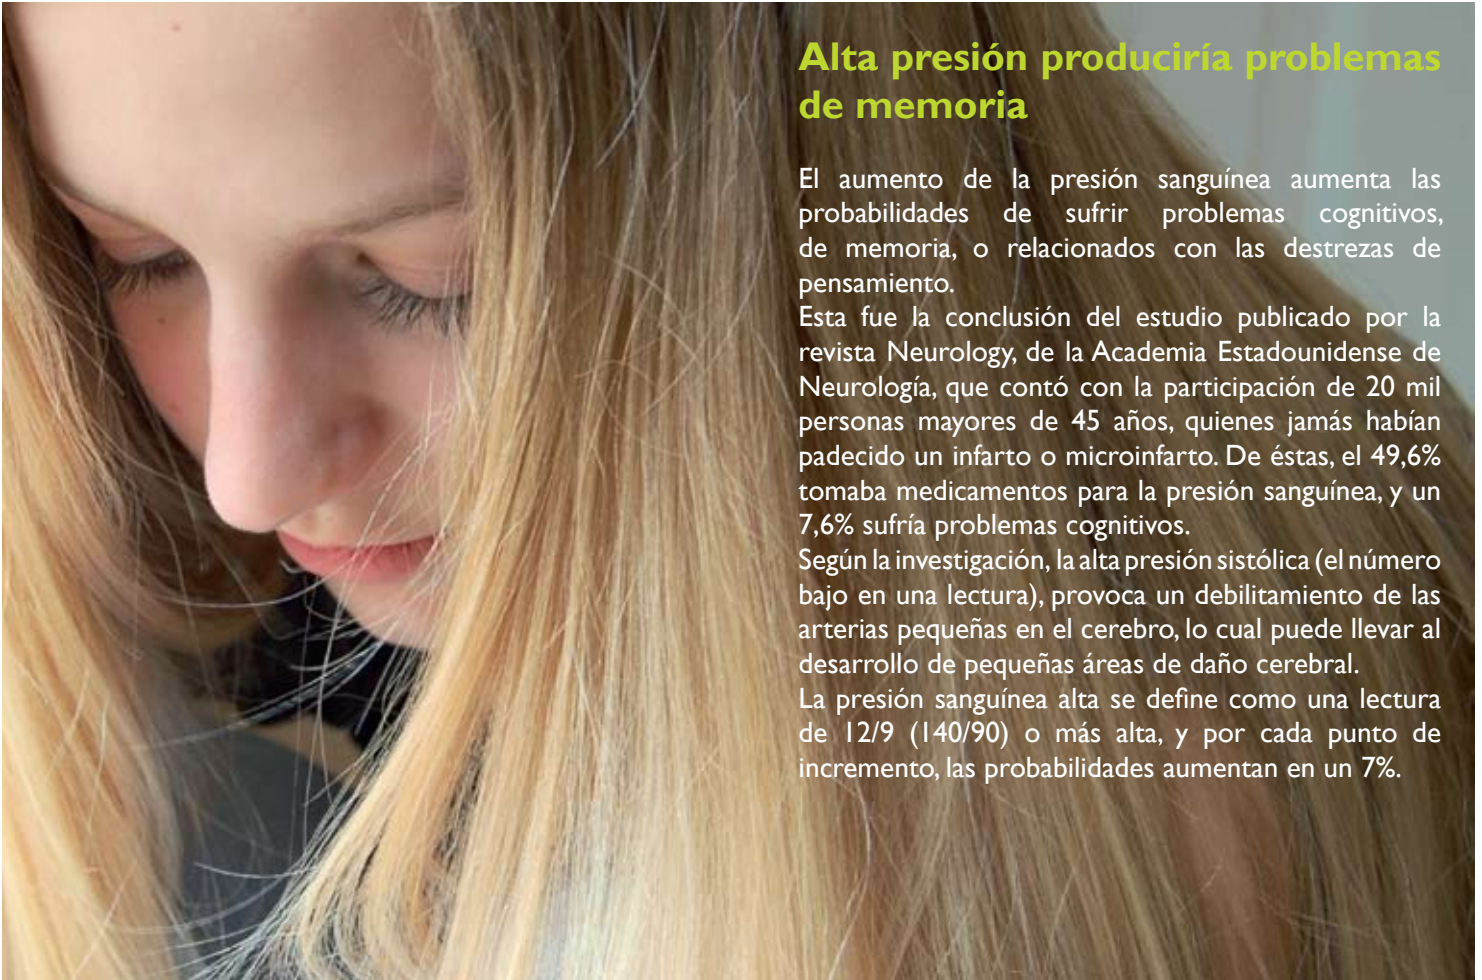 Alta presión produciría problemas
de memoria
El aumento de la presión sanguínea aumenta las
probabilidades de sufrir problemas cognitivos,
de memoria, o relacionados con las destrezas de
pensamiento.
Esta fue la conclusión del estudio publicado por la
revista Neurology, de la Academia Estadounidense de
Neurología, que contó con la participación de 20 mil
personas mayores de 45 años, quienes jamás habían
padecido un infarto o microinfarto. De éstas, el 49,6%
tomaba medicamentos para la presión sanguínea, y un
7,6% sufría problemas cognitivos.
Según la investigación, la alta presión sistólica (el número
bajo en una lectura), provoca un debilitamiento de las
arterias pequeñas en el cerebro, lo cual puede llevar al
desarrollo de pequeñas áreas de daño cerebral.
La presión sanguínea alta se define como una lectura
de 12/9 (140/90) o más alta, y por cada punto de
incremento, las probabilidades aumentan en un 7%.